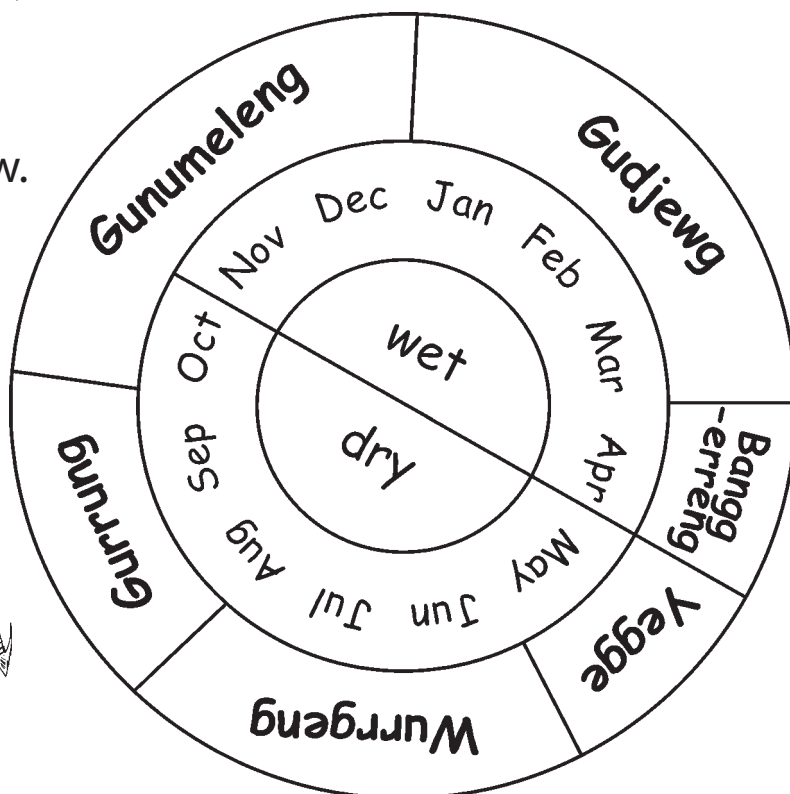 w.
Gunumeleng
Gudjewg
Bangg
-erreng
Yegge
Wurrgeng
Gurrung
Jan
Feb
Mar
Apr
May
Jun
Jul
Aug
Sep
Oct
Nov
Dec
wet
dry